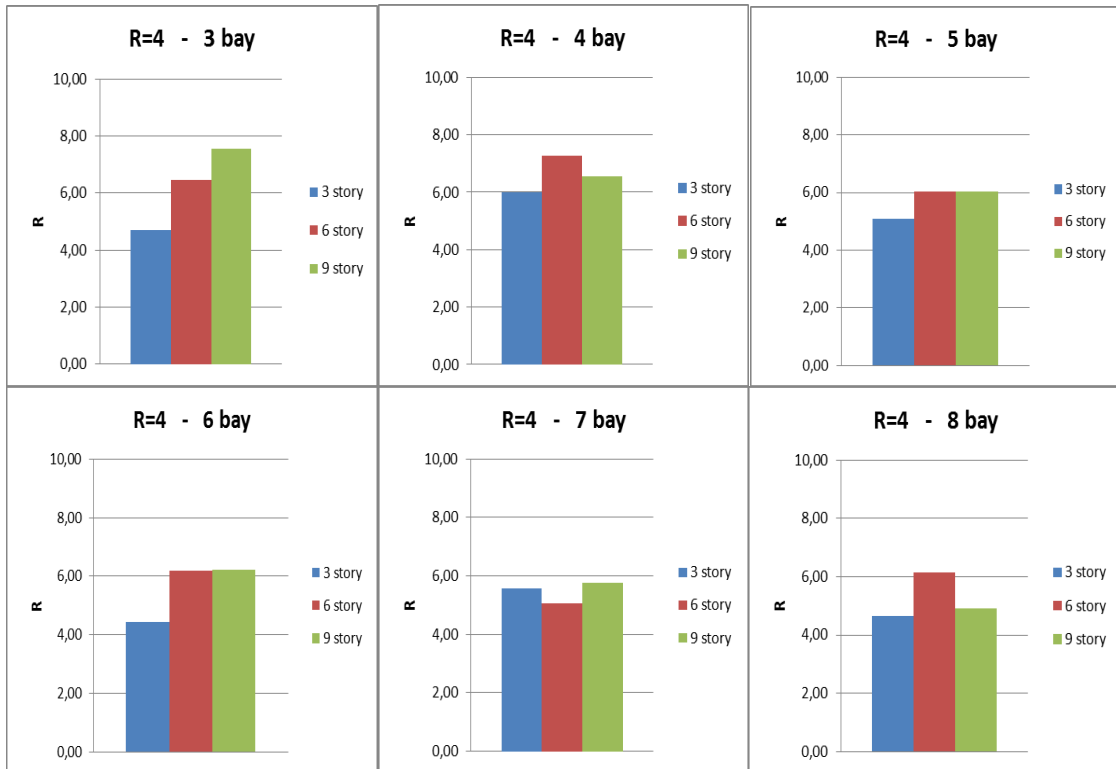 R=4 - 3 bay
10,00
8,00
6,00
4,00
2,00
0,00
R
3 story
6 story
9 story
R=4 - 4 bay
10,00
8,00
6,00
4,00
2,00
0,00
R
3 story
6 story
9 story
R=4 - 5 bay
10,00
8,00
6,00
4,00
2,00
0,00
R
3 story
6 story
9 story
R=4 - 6 bay
10,00
8,00
6,00
4,00
2,00
0,00
R
3 story
6 story
9 story
R=4 - 7 bay
10,00
8,00
6,00
4,00
2,00
0,00
R
3 story
6 story
9 story
R=4 - 8 bay
10,00
8,00
6,00
4,00
2,00
0,00
R
3 story
6 story
9 story